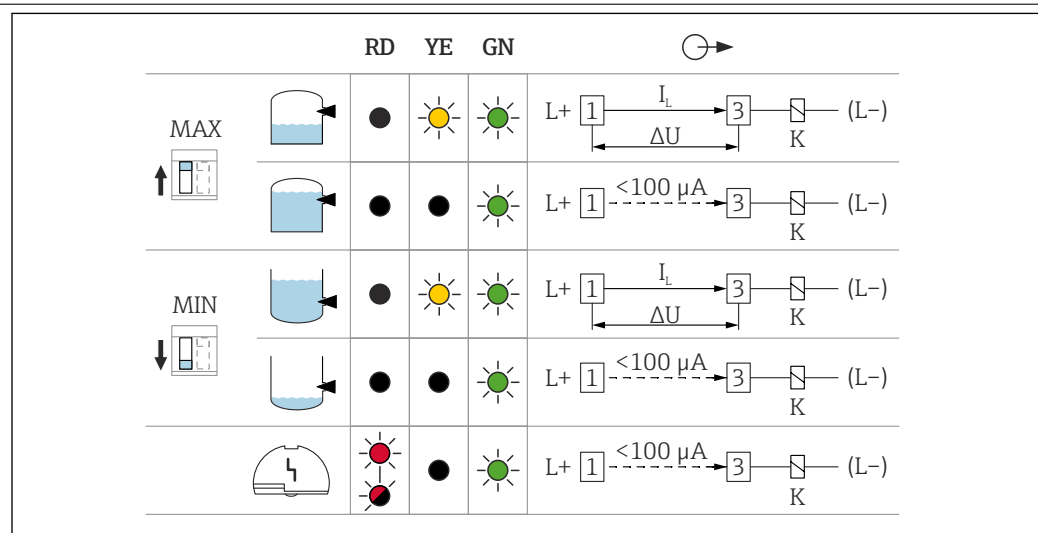 RD YE GN
MAX
L+ 1 I_L 3 (L−)
ΔU K
L+ 1 <100 µA 3 (L−)
K
MIN
L+ 1 I_L 3 (L−)
ΔU K
L+ 1 <100 µA 3 (L−)
K
L+ 1 <100 µA 3 (L−)
K